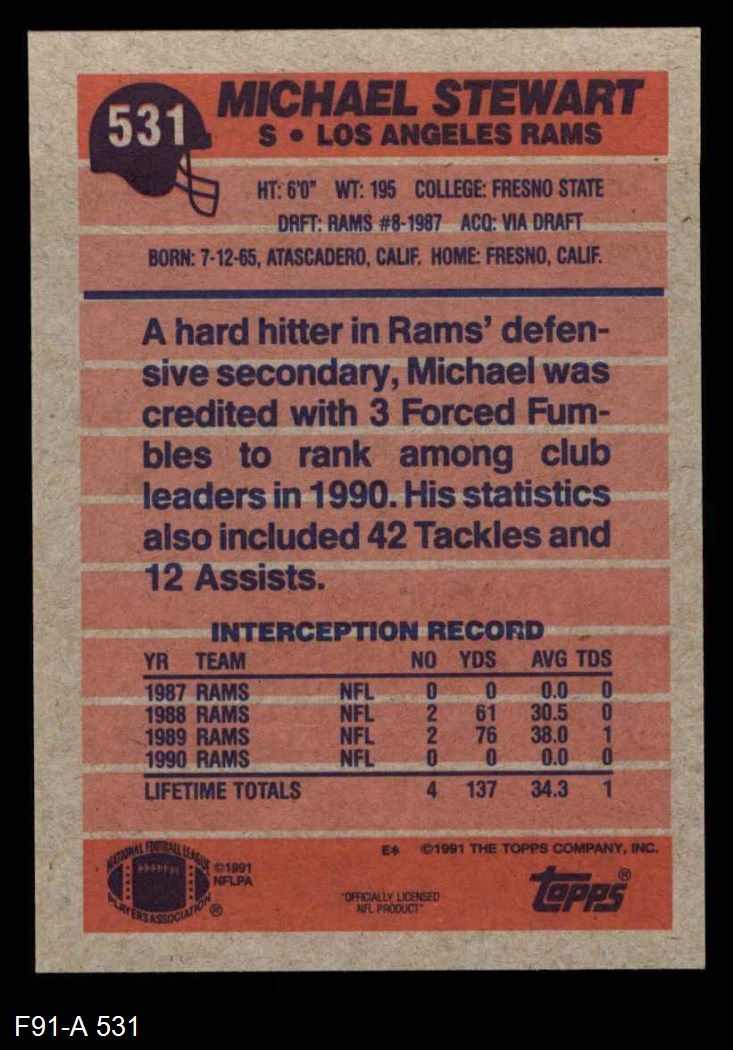 531
MICHAEL STEWART
S • LOS ANGELES RAMS
HT: 6'0" WT: 195 COLLEGE: FRESNO STATE
DRFT: RAMS #8-1987 ACQ: VIA DRAFT
BORN: 7-12-65, ATASCADERO, CALIF. HOME: FRESNO, CALIF.
A hard hitter in Rams' defen-
sive secondary, Michael was
credited with 3 Forced Fum-
bles to rank among club
leaders in 1990. His statistics
also included 42 Tackles and
12 Assists.
INTERCEPTION RECORD
YR TEAM NO YDS AVG TDS
1987 RAMS NFL 0 0 0.0 0
1988 RAMS NFL 2 61 30.5 0
1989 RAMS NFL 2 76 38.0 1
1990 RAMS NFL 0 0 0.0 0
LIFETIME TOTALS 4 137 34.3 1
E* ©1991 THE TOPPS COMPANY, INC.
NATIONAL FOOTBALL LEAGUE
PLAYERS ASSOCIATION ®
©1991
NFLPA
"OFFICIALLY LICENSED
NFL PRODUCT"
topps®
F91-A 531